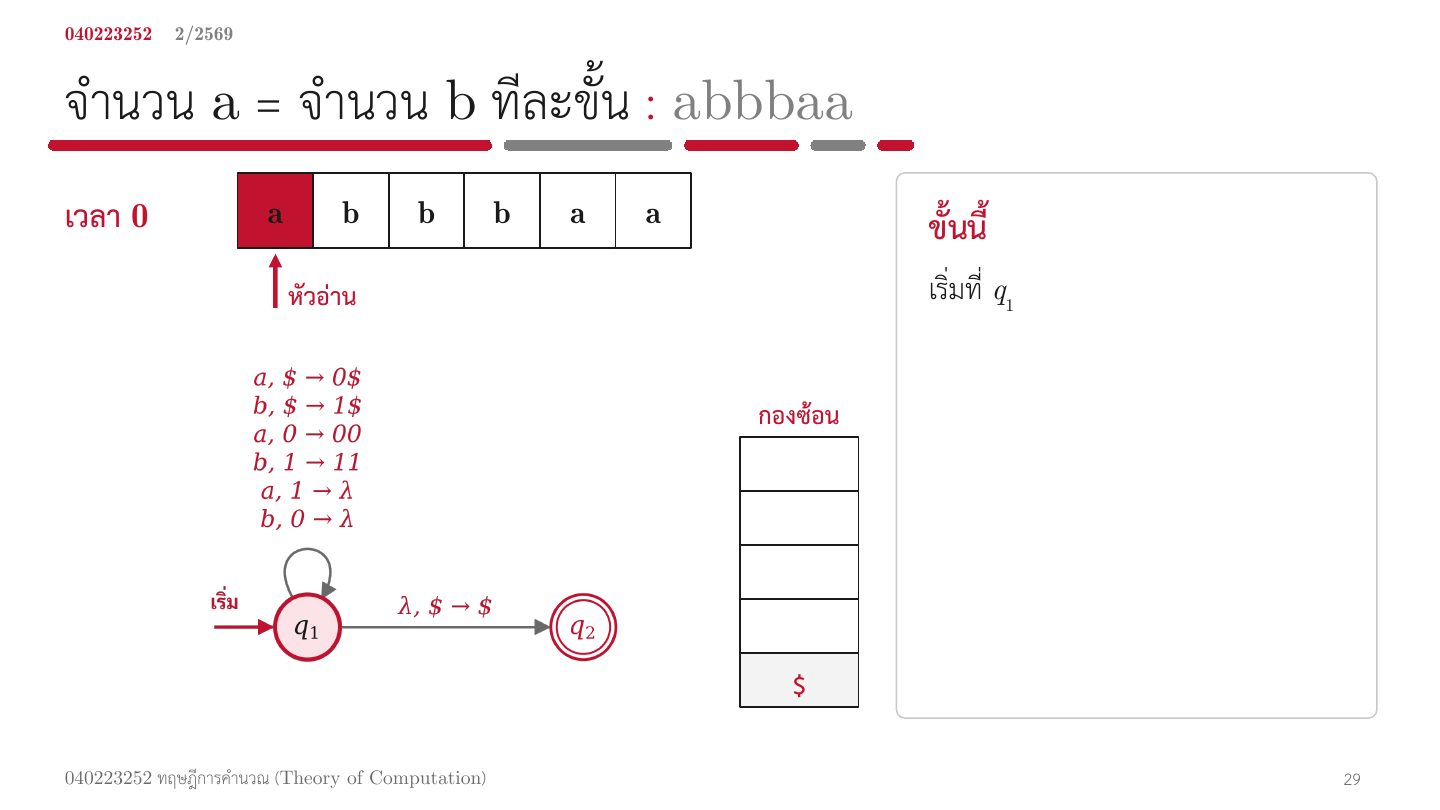 040223252 2/2569
จำนวน a = จำนวน b ทีละขั้น : abbbaa
เวลา 0
a b b b a a
หัวอ่าน
ขั้นนี้
เริ่มที่ q₁
a, $ → 0$
b, $ → 1$
a, 0 → 00
b, 1 → 11
a, 1 → λ
b, 0 → λ
กองซ้อน
เริ่ม
λ, $ → $
q₁
q₂
$
040223252 ทฤษฎีการคำนวณ (Theory of Computation)
29